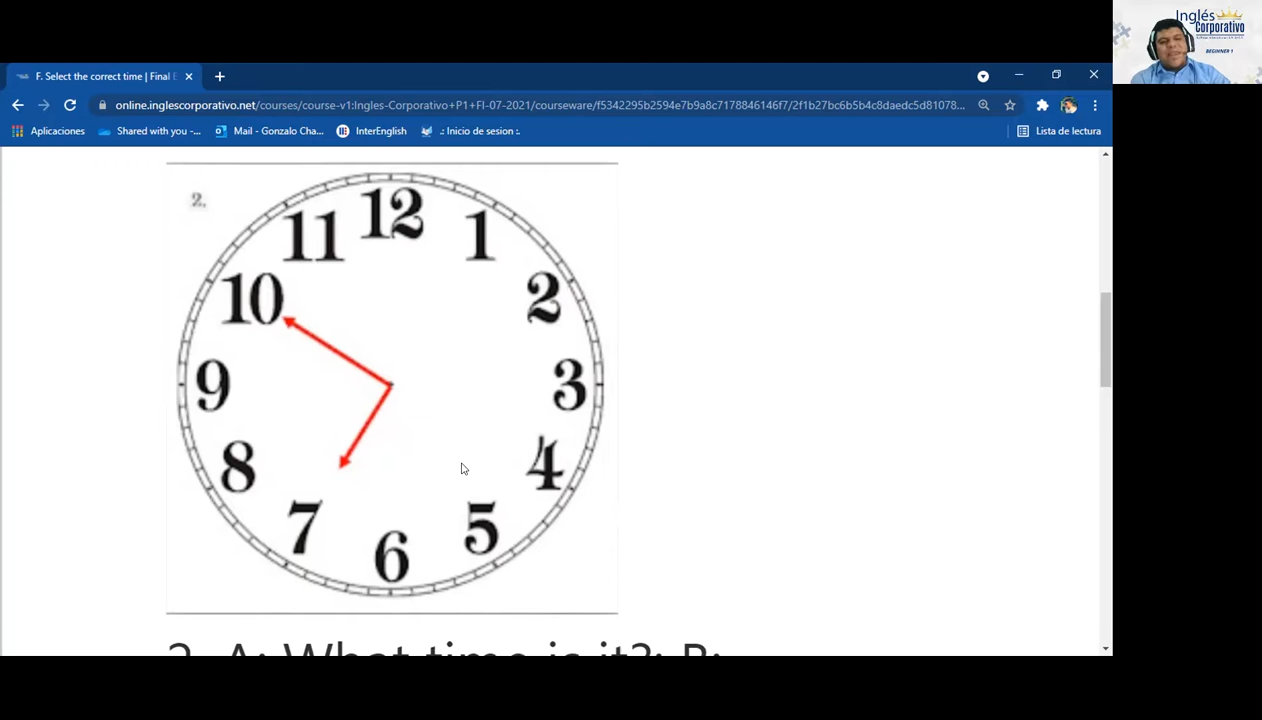 Inglés
Corporativo
BEGINNER 1
F. Select the correct time | Final E
online.inglescorporativo.net/courses/course-v1:Ingles-Corporativo+P1+FI-07-2021/courseware/f5342295b2594e7b9a8c7178846146f7/2f1b27bc6b5b4c8daedc5d81078...
Aplicaciones
Shared with you -...
Mail - Gonzalo Cha...
InterEnglish
.: Inicio de sesion :.
Lista de lectura
2.
12
11
1
10
2
9
3
8
4
7
5
6
2. A: What time is it?: B: